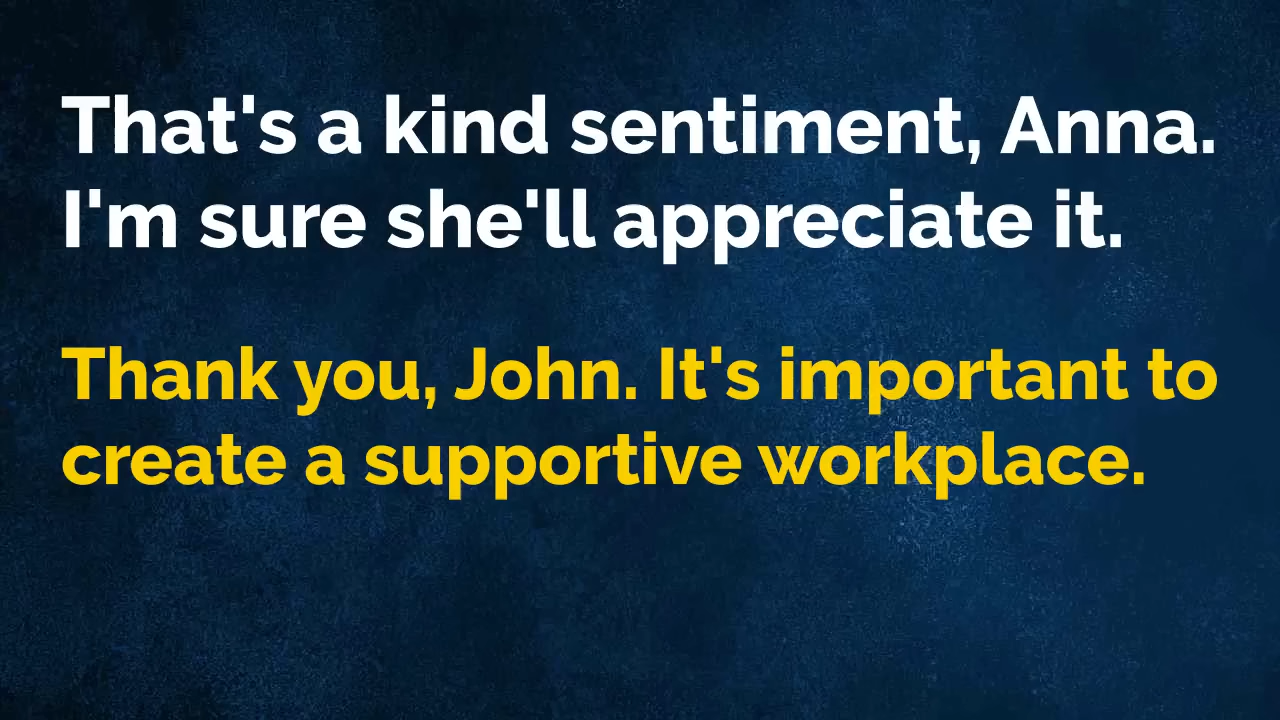 That's a kind sentiment, Anna.
I'm sure she'll appreciate it.
Thank you, John. It's important to
create a supportive workplace.